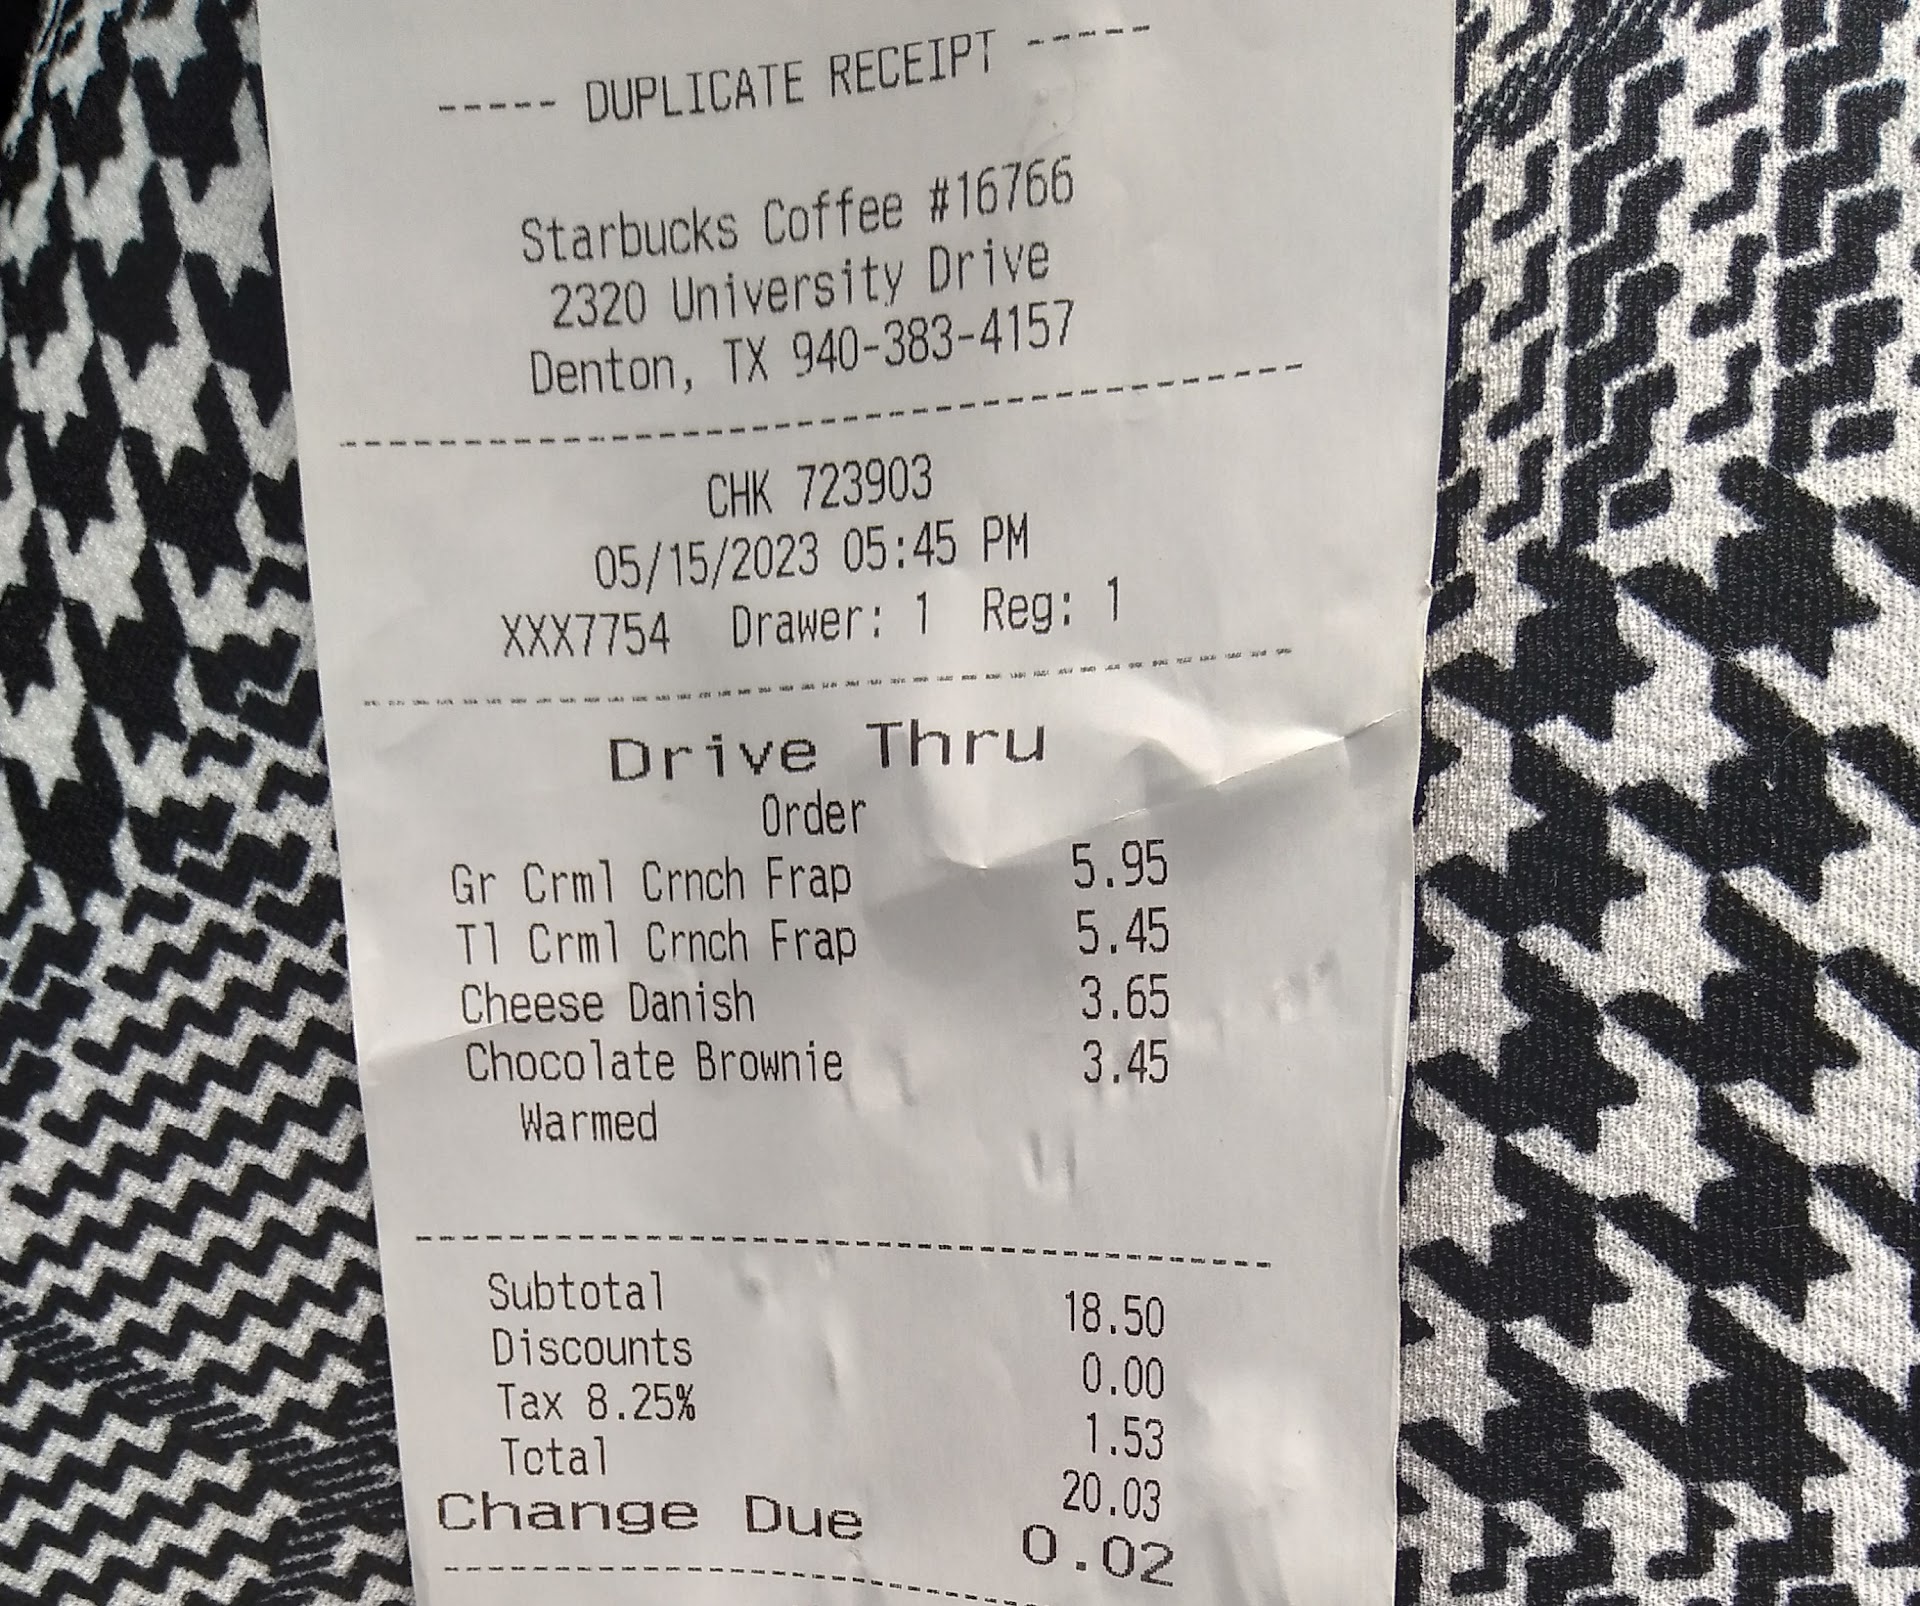 ----- DUPLICATE RECEIPT -----
Starbucks Coffee #16766
2320 University Drive
Denton, TX 940-383-4157
CHK 723903
05/15/2023 05:45 PM
XXX7754 Drawer: 1 Reg: 1
Drive Thru
Order
Gr Crml Crnch Frap 5.95
Tl Crml Crnch Frap 5.45
Cheese Danish 3.65
Chocolate Brownie 3.45
Warmed
Subtotal 18.50
Discounts 0.00
Tax 8.25% 1.53
Total 20.03
Change Due 0.02